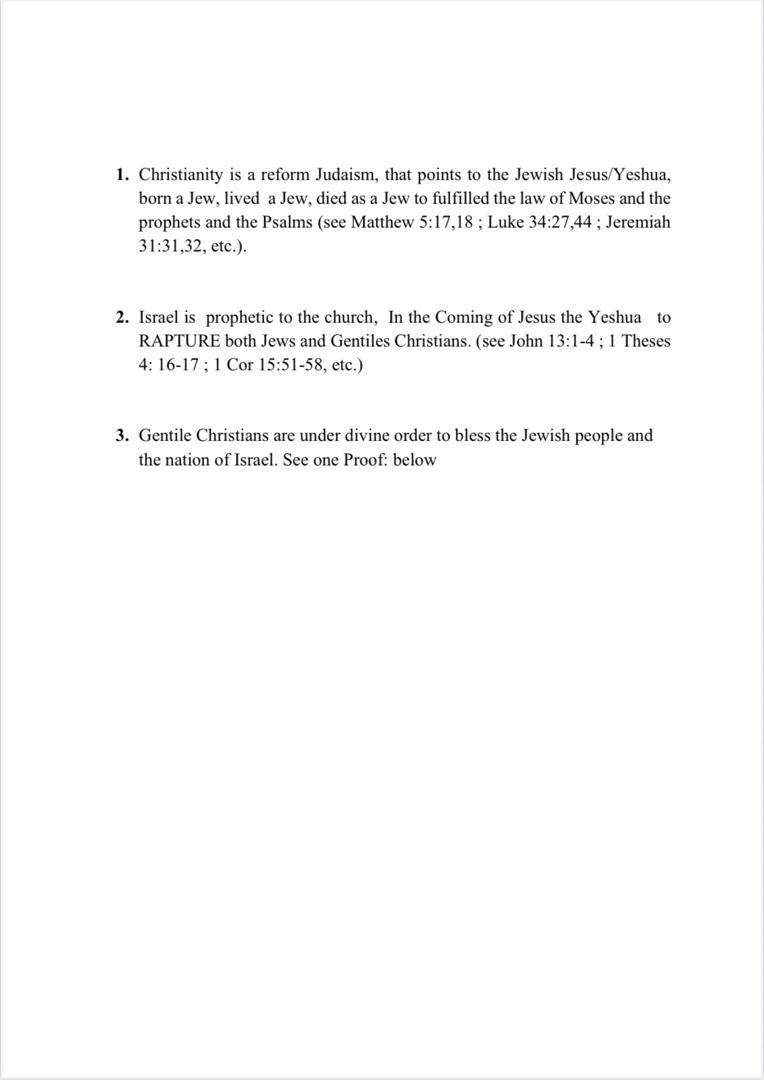 1. Christianity is a reform Judaism, that points to the Jewish Jesus/Yeshua,
born a Jew, lived a Jew, died as a Jew to fulfilled the law of Moses and the
prophets and the Psalms (see Matthew 5:17,18 ; Luke 34:27,44 ; Jeremiah
31:31,32, etc.).
2. Israel is prophetic to the church, In the Coming of Jesus the Yeshua to
RAPTURE both Jews and Gentiles Christians. (see John 13:1-4 ; 1 Theses
4: 16-17 ; 1 Cor 15:51-58, etc.)
3. Gentile Christians are under divine order to bless the Jewish people and
the nation of Israel. See one Proof: below